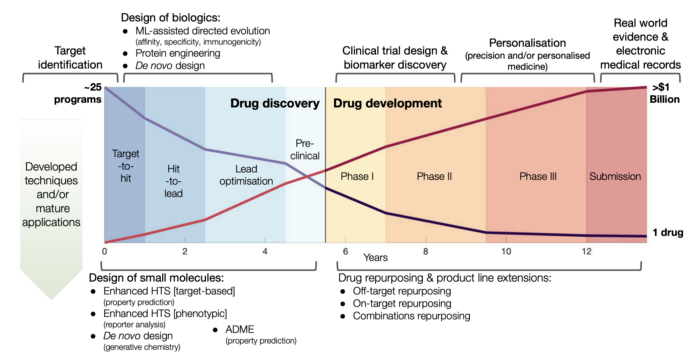 Design of biologics:
● ML-assisted directed evolution
(affinity, specificity, immunogenicity)
● Protein engineering
● De novo design
Target
identification
Clinical trial design &
biomarker discovery
Personalisation
(precision and/or personalised
medicine)
Real world
evidence &
electronic
medical records
~25
programs
Drug discovery
Drug development
>$1
Billion
Developed
techniques
and/or
mature
applications
Target
-to-
hit
Hit
-to-
lead
Lead
optimisation
Pre-
clinical
Phase I
Phase II
Phase III
Submission
1 drug
0
2
4
6
8
10
12
Years
Design of small molecules:
● Enhanced HTS [target-based]
(property prediction)
● Enhanced HTS [phenotypic]
(reporter analysis)
● De novo design
(generative chemistry)
● ADME
(property prediction)
Drug repurposing & product line extensions:
● Off-target repurposing
● On-target repurposing
● Combinations repurposing